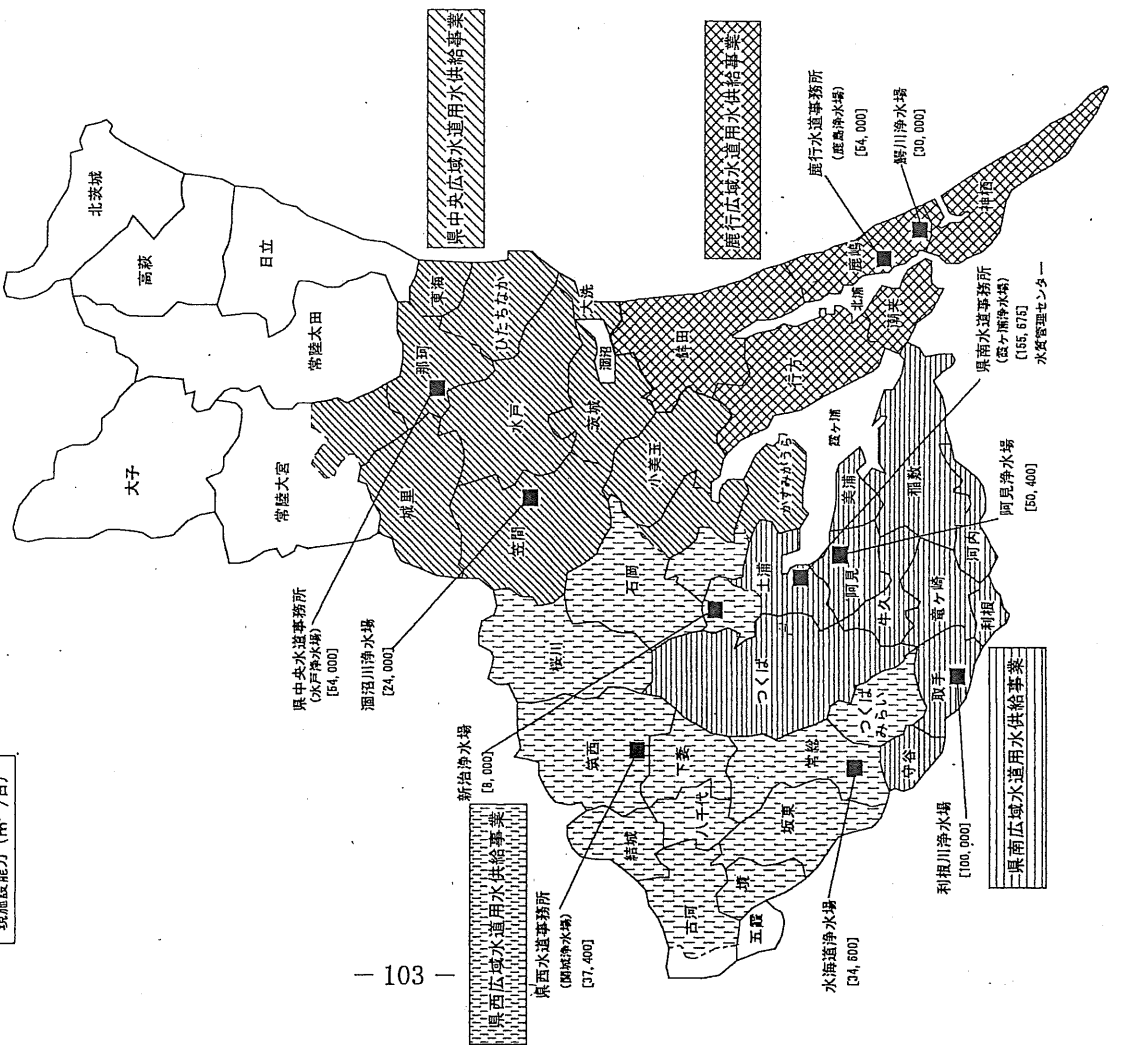 現施設能力（㎥／日）
北茨城
高萩
日立
常陸太田
大子
常陸大宮
県中央広域水道用水供給事業
東海
那珂
ひたちなか
大洗
涸沼
水戸
茨城
城里
笠間
小美玉
県中央水道事務所
(水戸浄水場)
[54,000]
涸沼川浄水場
[24,000]
鹿行広域水道用水供給事業
鉾田
行方
北浦
鹿嶋
潮来
神栖
鹿行水道事務所
(鹿島浄水場)
[54,000]
鰐川浄水場
[30,000]
県南水道事務所
(霞ヶ浦浄水場)
[155,675]
水質管理センター
霞ヶ浦
かすみがうら
石岡
桜川
土浦
つくば
美浦
稲敷
阿見
牛久
竜ヶ崎
河内
利根
取手
守谷
つくば
みらい
阿見浄水場
[50,400]
新治浄水場
[8,000]
筑西
下妻
常総
八千代
結城
坂東
境
古河
五霞
県西広域水道用水供給事業
県西水道事務所
(関城浄水場)
[37,400]
水海道浄水場
[34,600]
利根川浄水場
[100,000]
県南広域水道用水供給事業
— 103 —